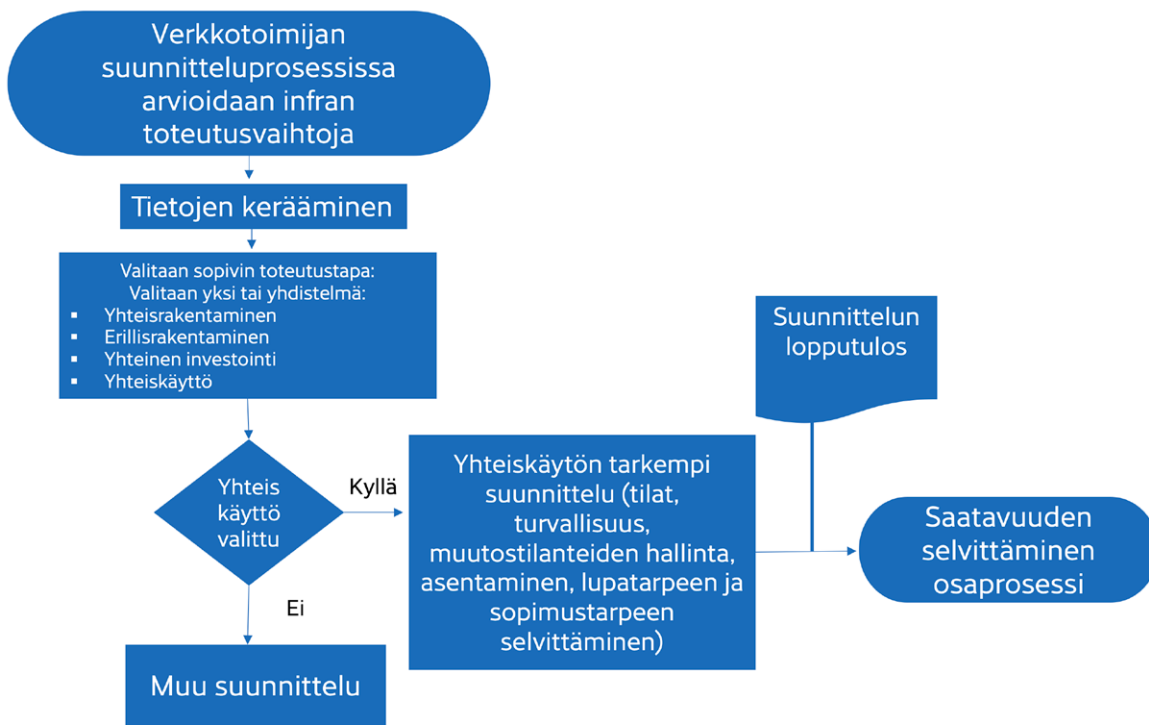 Verkkotoimijan
suunnitteluprosessissa
arvioidaan infran
toteutusvaihtoja
Tietojen kerääminen
Valitaan sopivin toteutustapa:
Valitaan yksi tai yhdistelmä:
▪ Yhteisrakentaminen
▪ Erillisrakentaminen
▪ Yhteinen investointi
▪ Yhteiskäyttö
Yhteis
käyttö
valittu
Kyllä
Ei
Muu suunnittelu
Yhteiskäytön tarkempi
suunnittelu (tilat,
turvallisuus,
muutostilanteiden hallinta,
asentaminen, lupatarpeen ja
sopimustarpeen
selvittäminen)
Suunnittelun
lopputulos
Saatavuuden
selvittäminen
osaprosessi